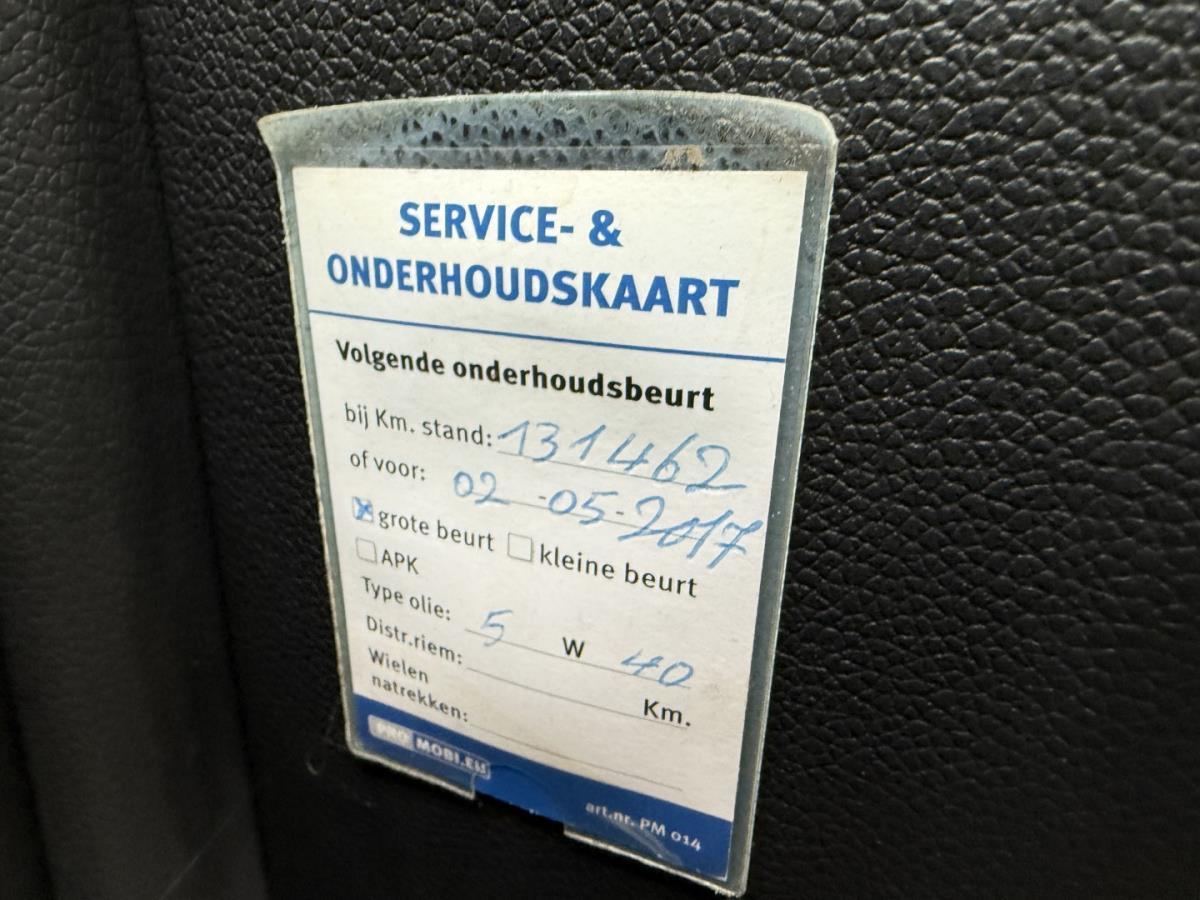 SERVICE- &
ONDERHOUDSKAART
Volgende onderhoudsbeurt
bij Km. stand: 131462
of voor: 02-05-2017
grote beurt kleine beurt
APK
Type olie: 5 W 40
Distr.riem: Km.
Wielen
natrekken:
PRO MOBI.EU art.nr. PM 014